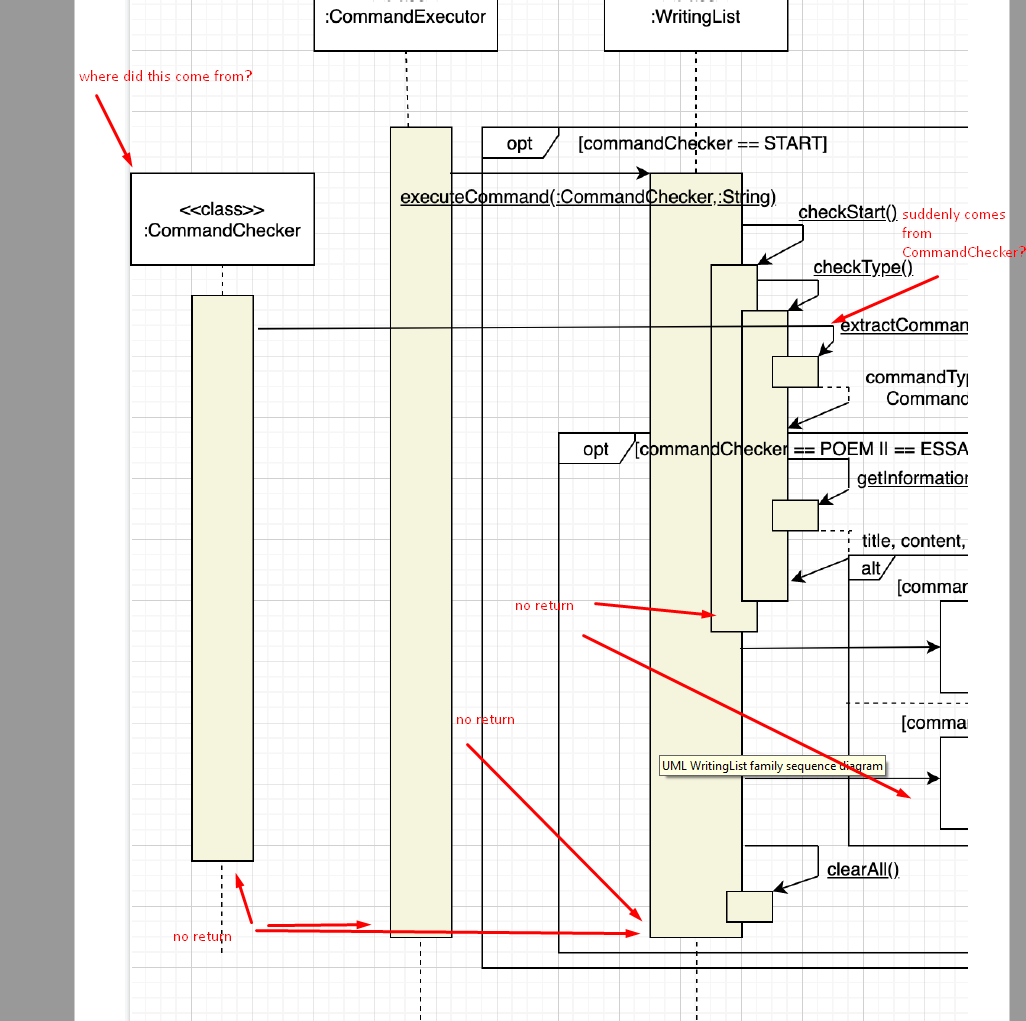 :CommandExecutor
:WritingList
where did this come from?
opt
[commandChecker == START]
<<class>>
:CommandChecker
executeCommand(:CommandChecker,:String)
checkStart()
suddenly comes
from
CommandChecker?
checkType()
extractComman
commandTyp
Command
opt
[commandChecker == POEM II == ESSA
getInformation
title, content,
alt
[commar
no return
no return
[comma
UML WritingList family sequence diagram
clearAll()
no return